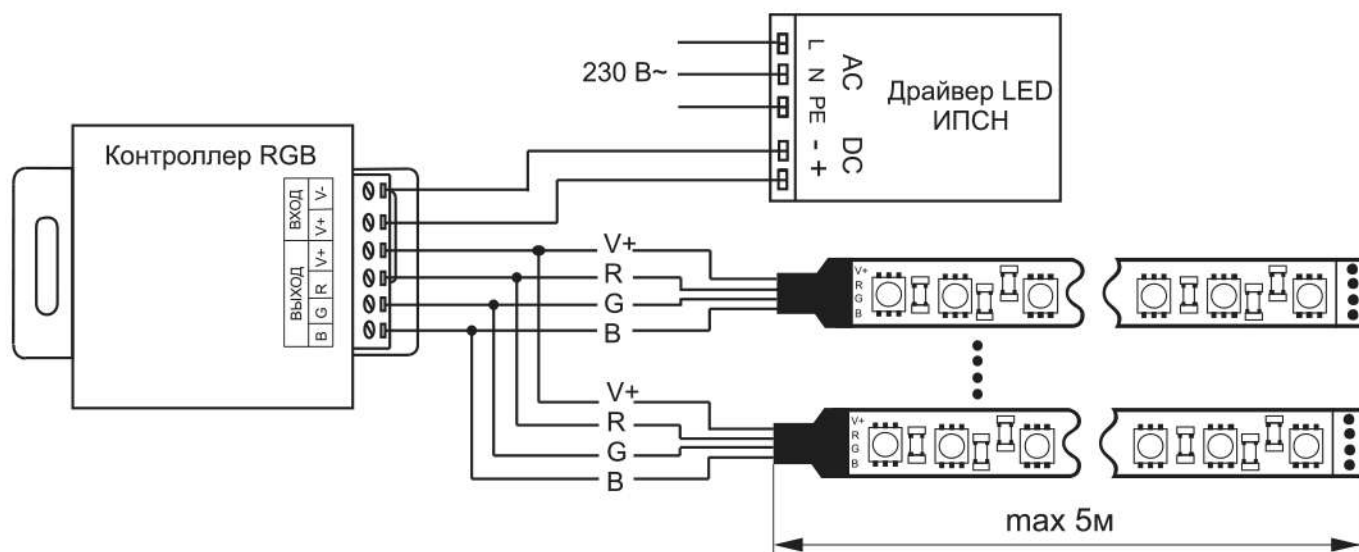 230 В~
L
N
PE
-
+
AC
DC
Драйвер LED
ИПСН
Контроллер RGB
ВХОД
V-
V+
ВЫХОД
V+
R
G
B
V+
R
G
B
V+
R
G
B
V+
R
G
B
V+
R
G
B
max 5м